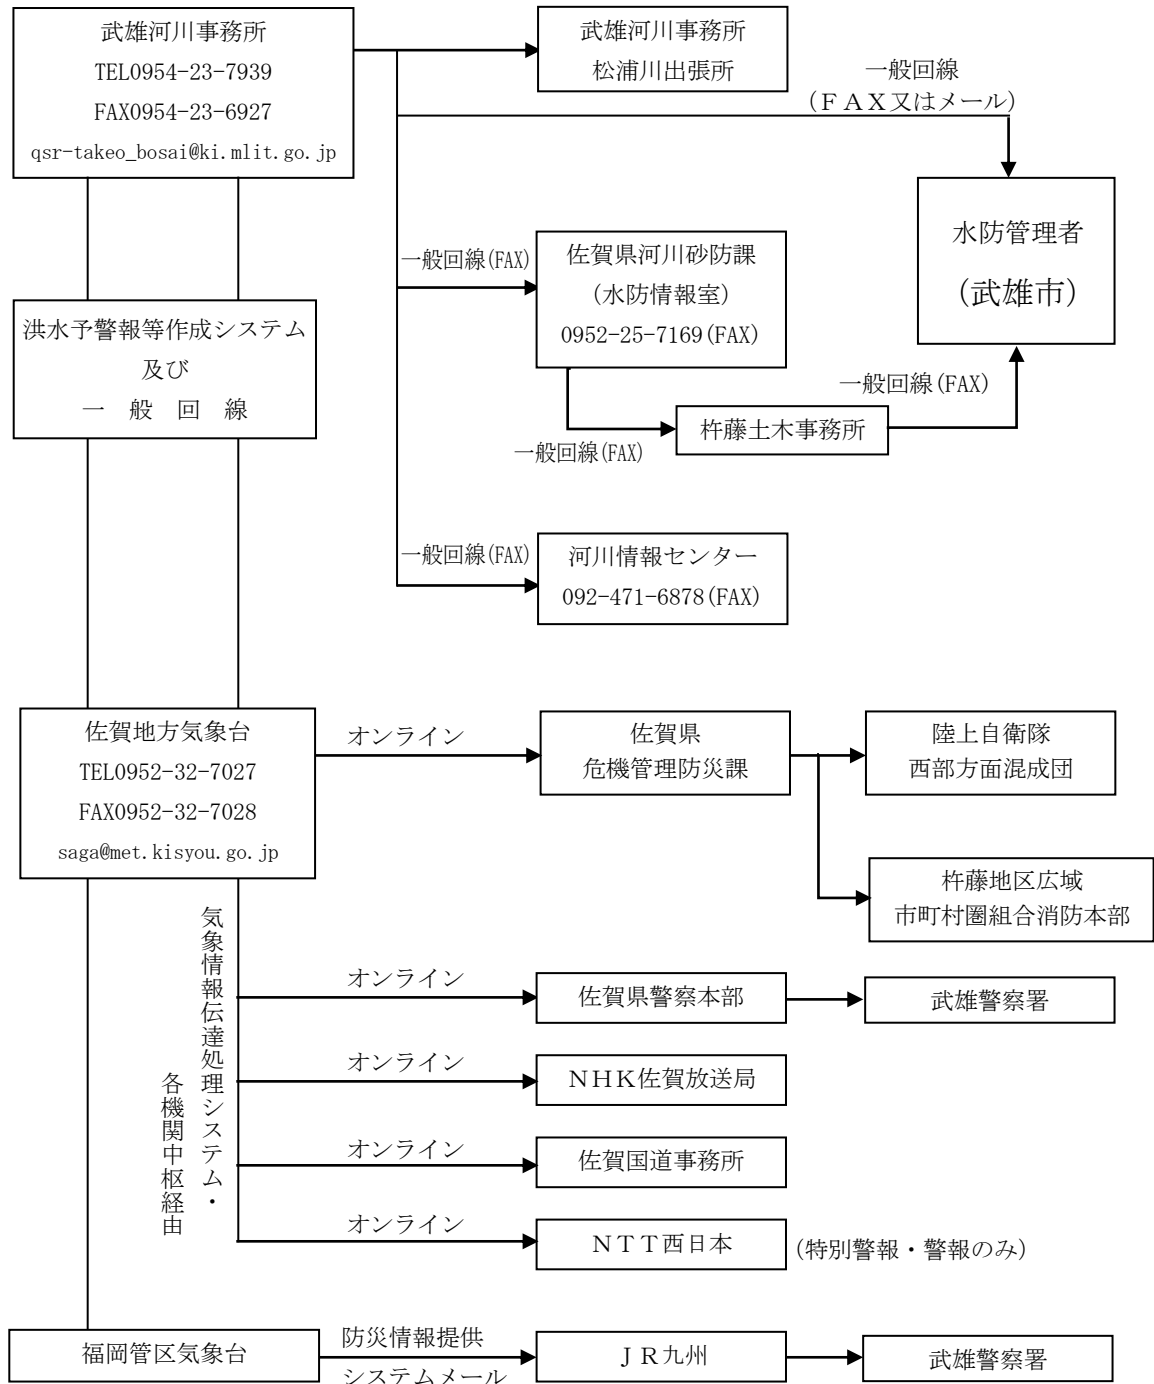 武雄河川事務所
TEL0954-23-7939
FAX0954-23-6927
qsr-takeo_bosai@ki.mlit.go.jp
武雄河川事務所
松浦川出張所
一般回線
(ＦＡＸ又はメール)
水防管理者
(武雄市)
一般回線(FAX)
佐賀県河川砂防課
(水防情報室)
0952-25-7169(FAX)
洪水予警報等作成システム
及び
一　般　回　線
一般回線(FAX)
杵藤土木事務所
一般回線(FAX)
一般回線(FAX)
河川情報センター
092-471-6878(FAX)
佐賀地方気象台
TEL0952-32-7027
FAX0952-32-7028
saga@met.kisyou.go.jp
オンライン
佐賀県
危機管理防災課
陸上自衛隊
西部方面混成団
杵藤地区広域
市町村圏組合消防本部
気象情報伝達処理システム・
各機関中枢経由
オンライン
佐賀県警察本部
武雄警察署
オンライン
ＮＨＫ佐賀放送局
オンライン
佐賀国道事務所
オンライン
ＮＴＴ西日本
(特別警報・警報のみ)
福岡管区気象台
防災情報提供
システムメール
ＪＲ九州
武雄警察署